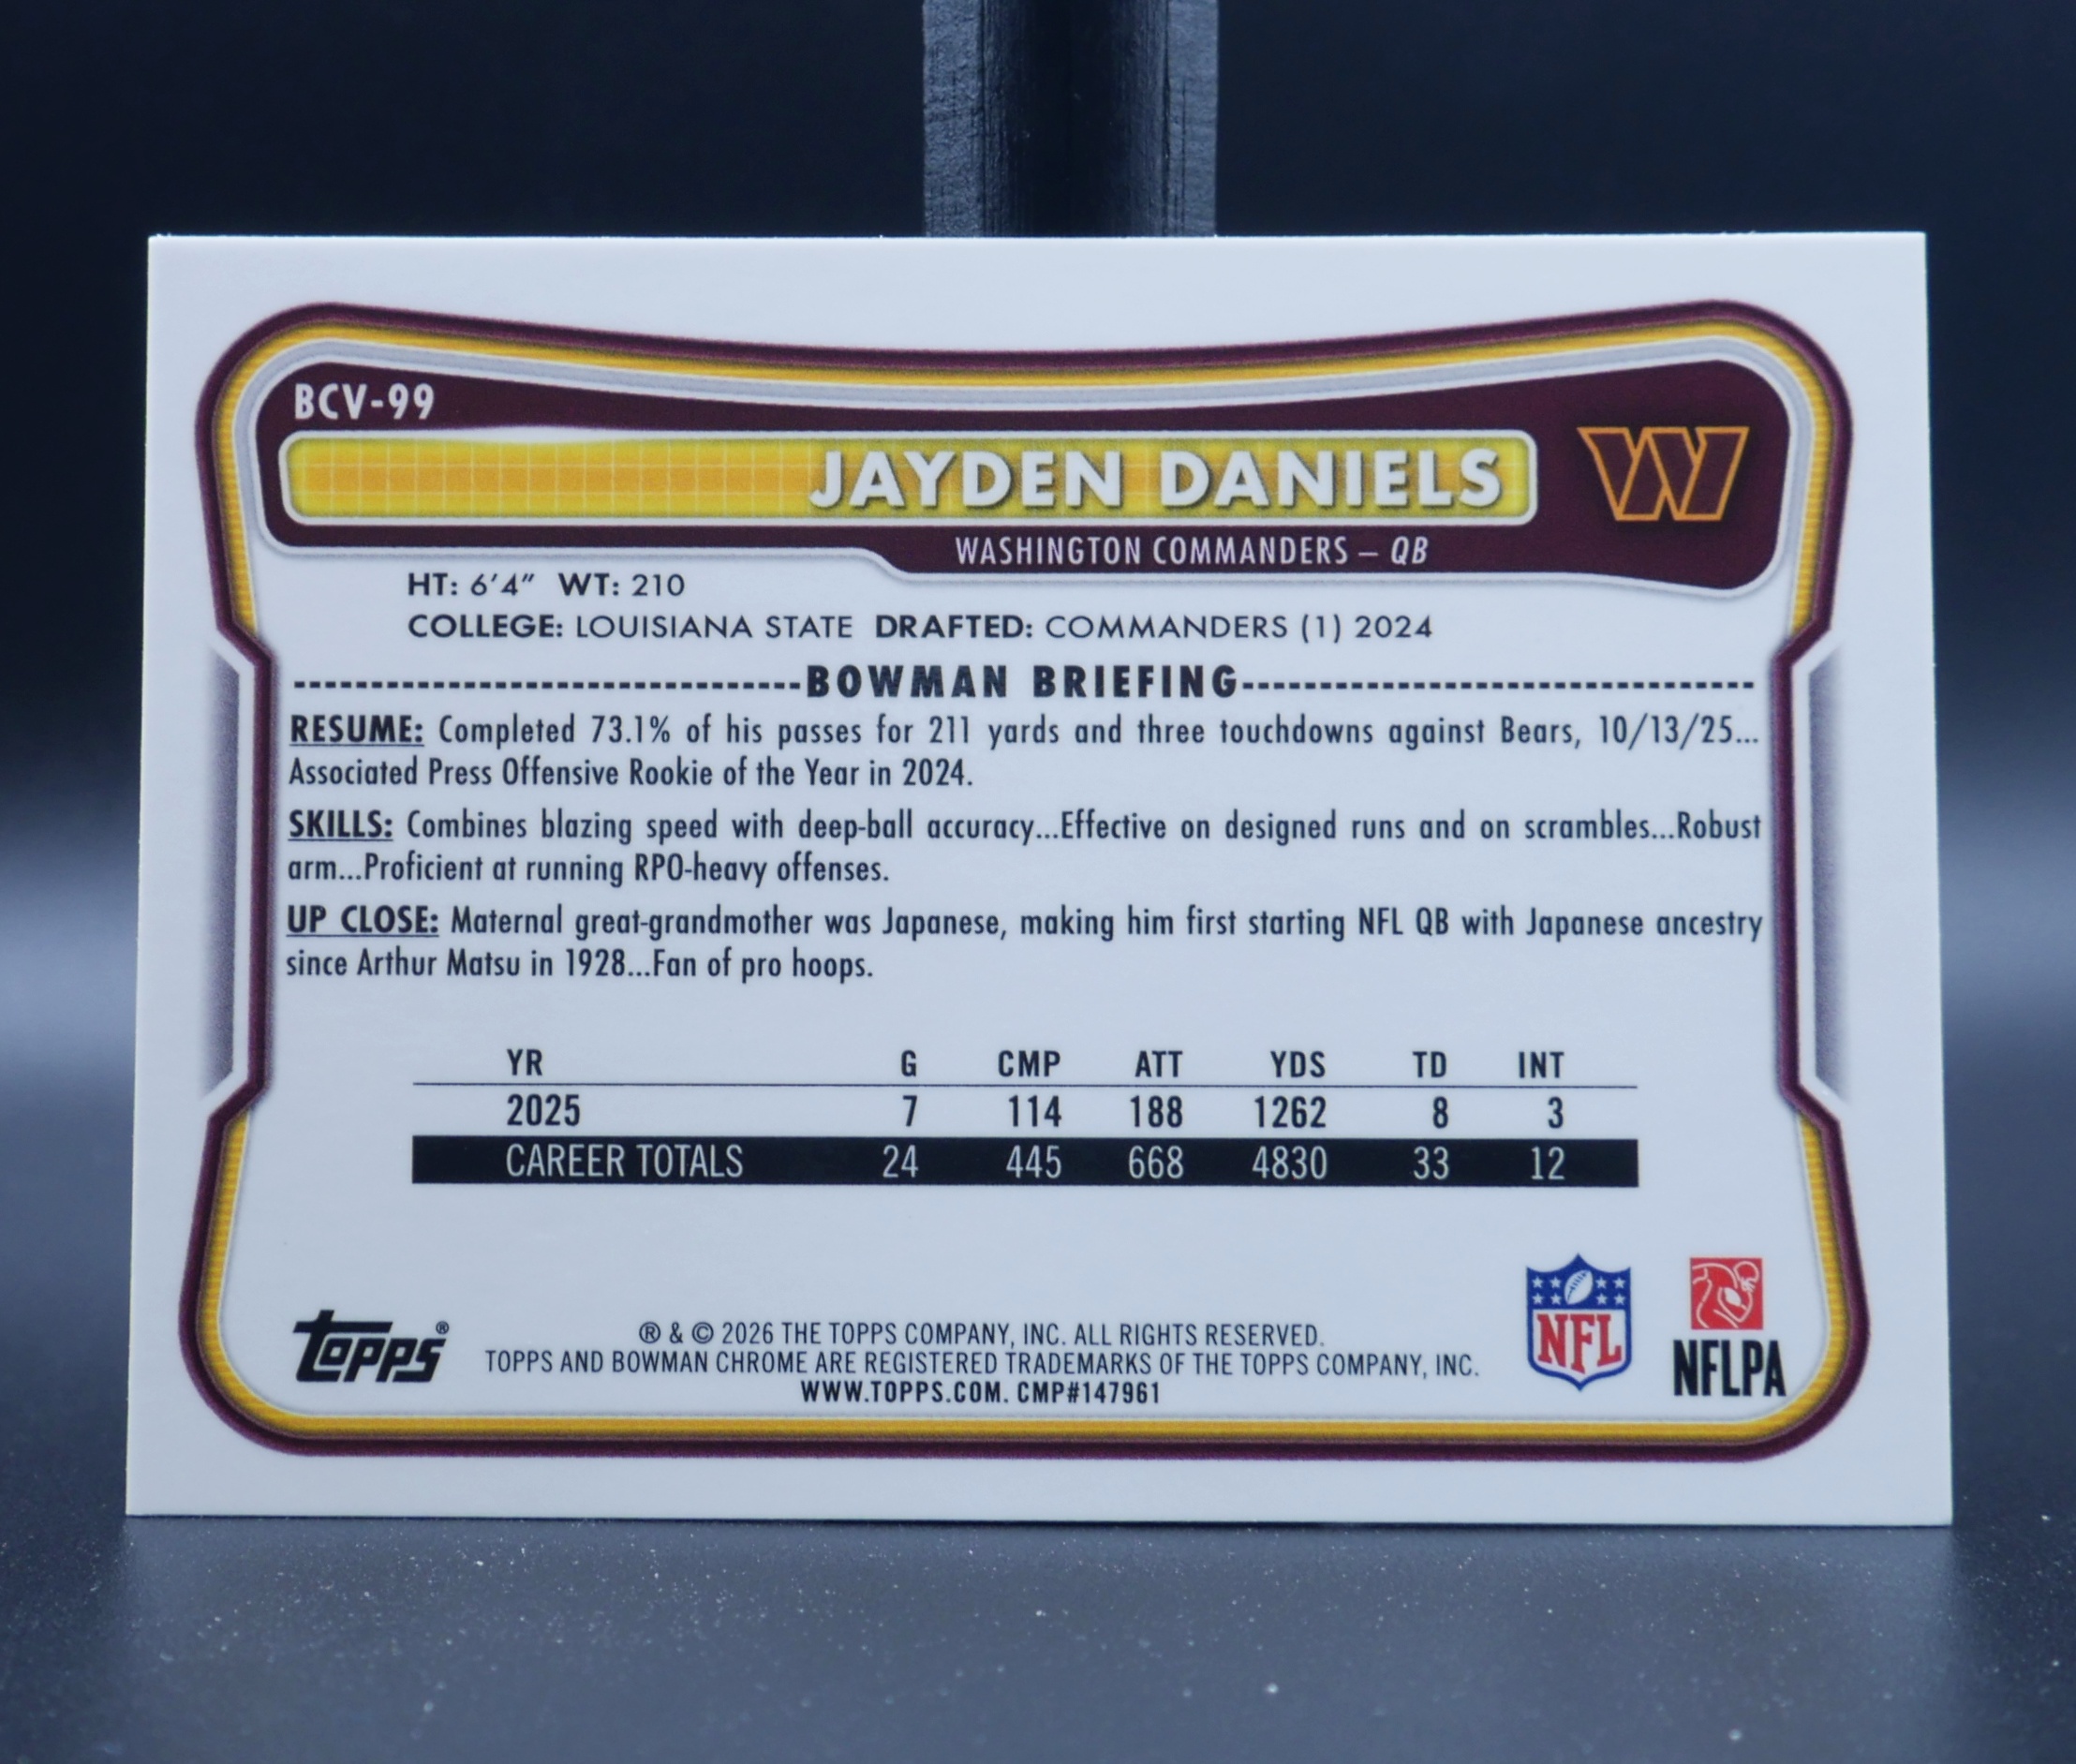 BCV-99
JAYDEN DANIELS
W
WASHINGTON COMMANDERS – QB
HT: 6'4" WT: 210
COLLEGE: LOUISIANA STATE DRAFTED: COMMANDERS (1) 2024
BOWMAN BRIEFING
RESUME: Completed 73.1% of his passes for 211 yards and three touchdowns against Bears, 10/13/25...
Associated Press Offensive Rookie of the Year in 2024.
SKILLS: Combines blazing speed with deep-ball accuracy...Effective on designed runs and on scrambles...Robust
arm...Proficient at running RPO-heavy offenses.
UP CLOSE: Maternal great-grandmother was Japanese, making him first starting NFL QB with Japanese ancestry
since Arthur Matsu in 1928...Fan of pro hoops.
YR G CMP ATT YDS TD INT
2025 7 114 188 1262 8 3
CAREER TOTALS 24 445 668 4830 33 12
topps®
® & © 2026 THE TOPPS COMPANY, INC. ALL RIGHTS RESERVED.
TOPPS AND BOWMAN CHROME ARE REGISTERED TRADEMARKS OF THE TOPPS COMPANY, INC.
WWW.TOPPS.COM. CMP#147961
NFL
NFLPA